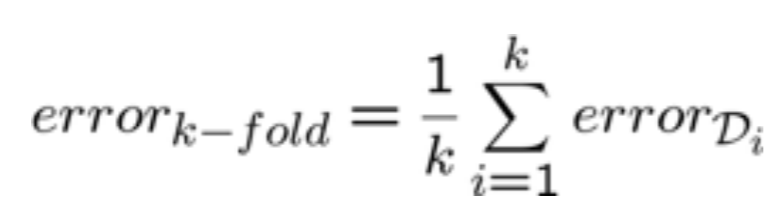 $error_{k-fold} = \frac{1}{k} \sum_{i=1}^{k} error_{\mathcal{D}_i}$